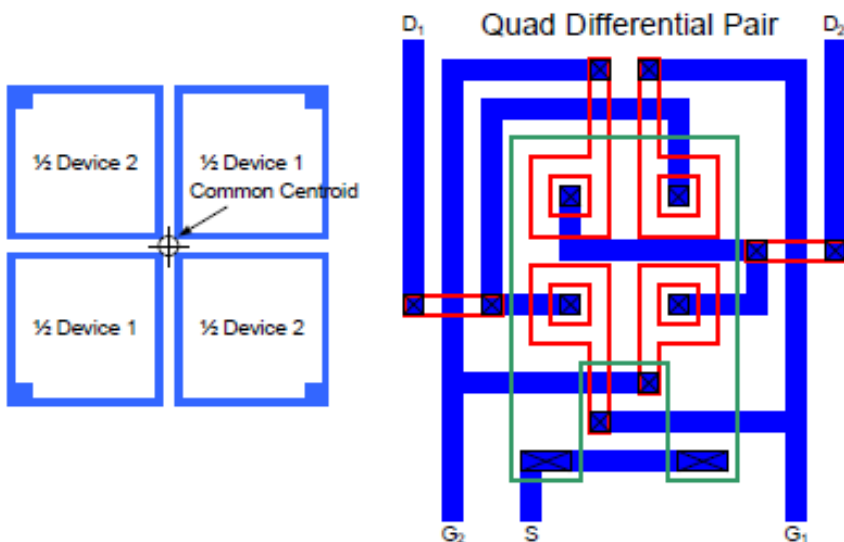 Quad Differential Pair
D₁
D₂
½ Device 2
½ Device 1
Common Centroid
½ Device 1
½ Device 2
G₂
S
G₁